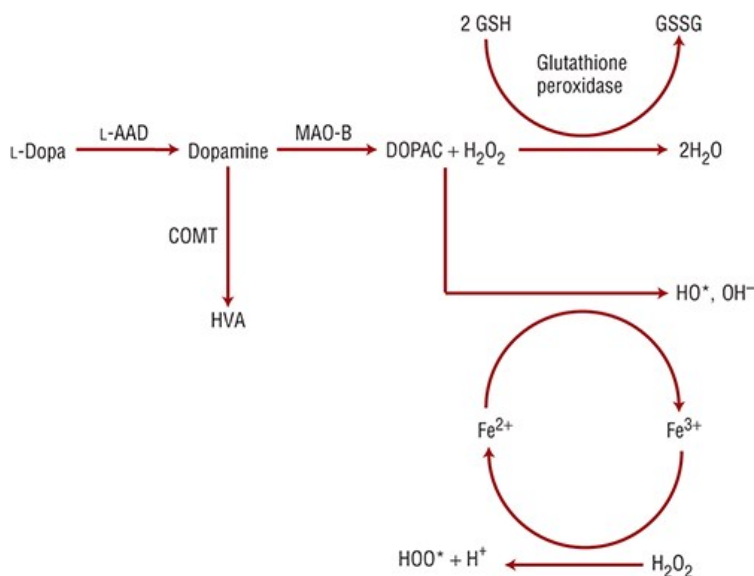 2 GSH
GSSG
Glutathione
peroxidase
L-Dopa
L-AAD
Dopamine
MAO-B
DOPAC + H₂O₂
2H₂O
COMT
HVA
HO*, OH⁻
Fe²⁺
Fe³⁺
HOO* + H⁺
H₂O₂